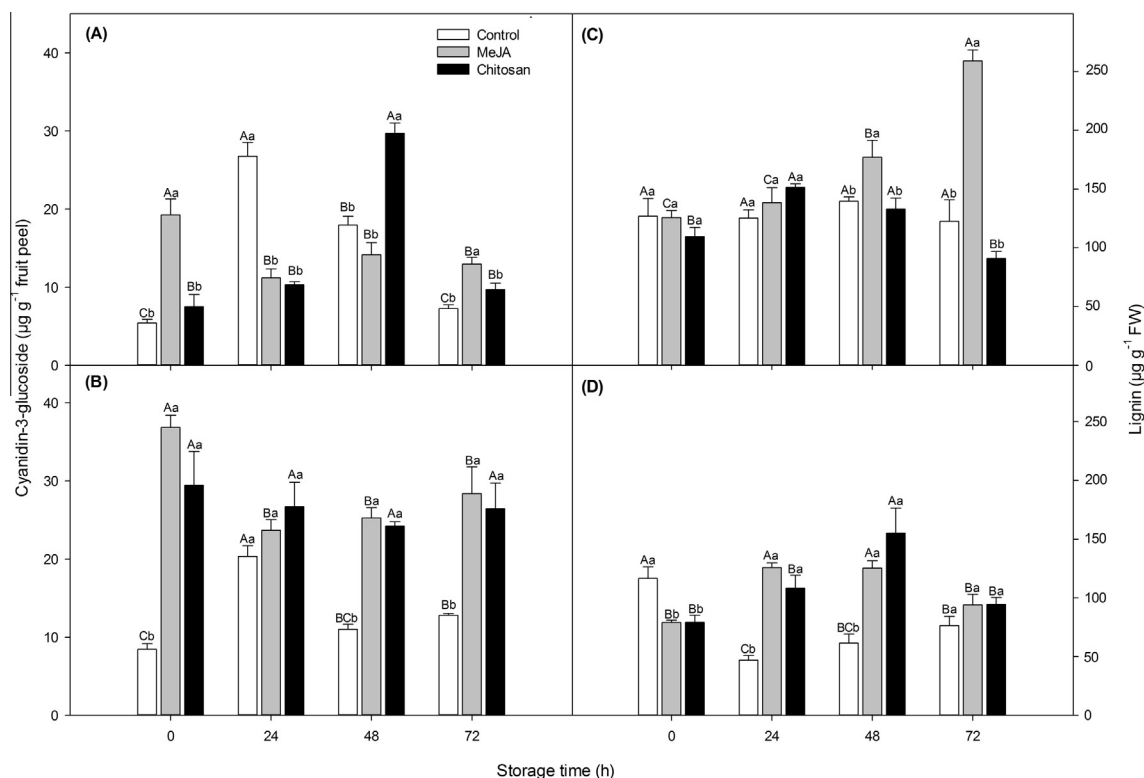 (A)
Control
MeJA
Chitosan
40
30
20
10
0
Cb
Aa
Bb
Aa
Bb
Bb
Bb
Bb
Aa
Cb
Ba
Bb
(C)
250
200
150
100
50
0
Aa
Ca
Ba
Aa
Ca
Aa
Ab
Ba
Ab
Ab
Aa
Bb
(B)
40
30
20
10
0
Cb
Aa
Aa
Aa
Ba
Aa
BCb
Ba
Aa
Bb
Ba
Aa
0
24
48
72
(D)
250
200
150
100
50
0
Aa
Bb
Bb
Cb
Aa
Ba
BCb
Aa
Aa
Ba
Ba
Ba
0
24
48
72
Cyanidin-3-glucoside (µg g⁻¹ fruit peel)
Lignin (µg g⁻¹ FW)
Storage time (h)